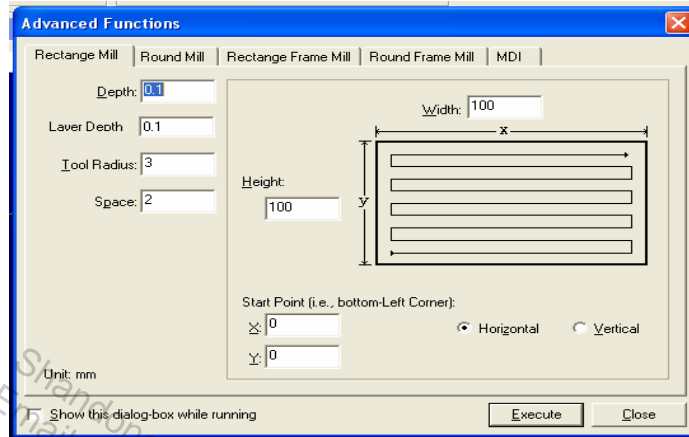 Advanced Functions
Rectange Mill Round Mill Rectange Frame Mill Round Frame Mill MDI
Depth: 0.1
Layer Depth 0.1
Tool Radius: 3
Space: 2
Width: 100
x
Height:
100
y
Start Point (i.e., bottom-Left Corner):
X: 0
Y: 0
Horizontal Vertical
Unit: mm
Show this dialog-box while running
Execute Close
Shandon
Email